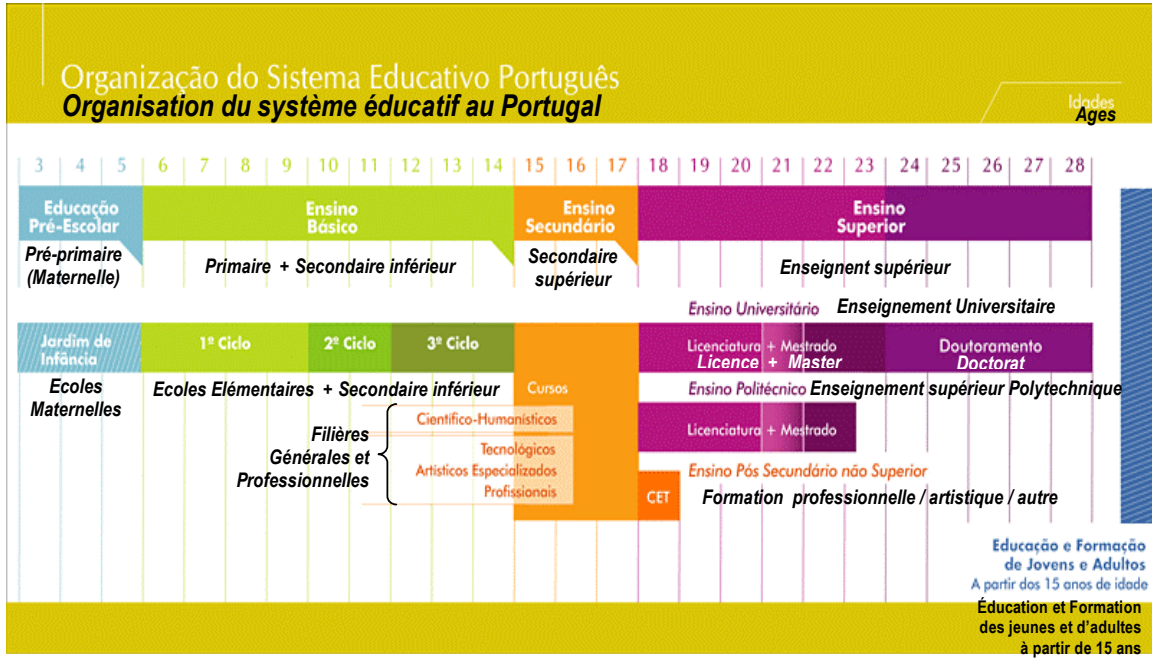 Organização do Sistema Educativo Português
Organisation du système éducatif au Portugal
Idades
Ages
3 4 5 6 7 8 9 10 11 12 13 14 15 16 17 18 19 20 21 22 23 24 25 26 27 28
Educação
Pré-Escolar
Ensino
Básico
Ensino
Secundário
Ensino
Superior
Pré-primaire
(Maternelle)
Primaire + Secondaire inférieur
Secondaire
supérieur
Enseignent supérieur
Ensino Universitário Enseignement Universitaire
Jardim de
Infância
1º Ciclo
2º Ciclo
3º Ciclo
Licenciatura + Mestrado
Licence + Master
Doutoramento
Doctorat
Ecoles
Maternelles
Ecoles Elémentaires + Secondaire inférieur
Cursos
Ensino Politécnico Enseignement supérieur Polytechnique
Científico-Humanísticos
Licenciatura + Mestrado
Filières
Générales et
Professionnelles
Tecnológicos
Artísticos Especializados
Profissionais
Ensino Pós Secundário não Superior
CET
Formation professionnelle / artistique / autre
Educação e Formação
de Jovens e Adultos
A partir dos 15 anos de idade
Éducation et Formation
des jeunes et d'adultes
à partir de 15 ans